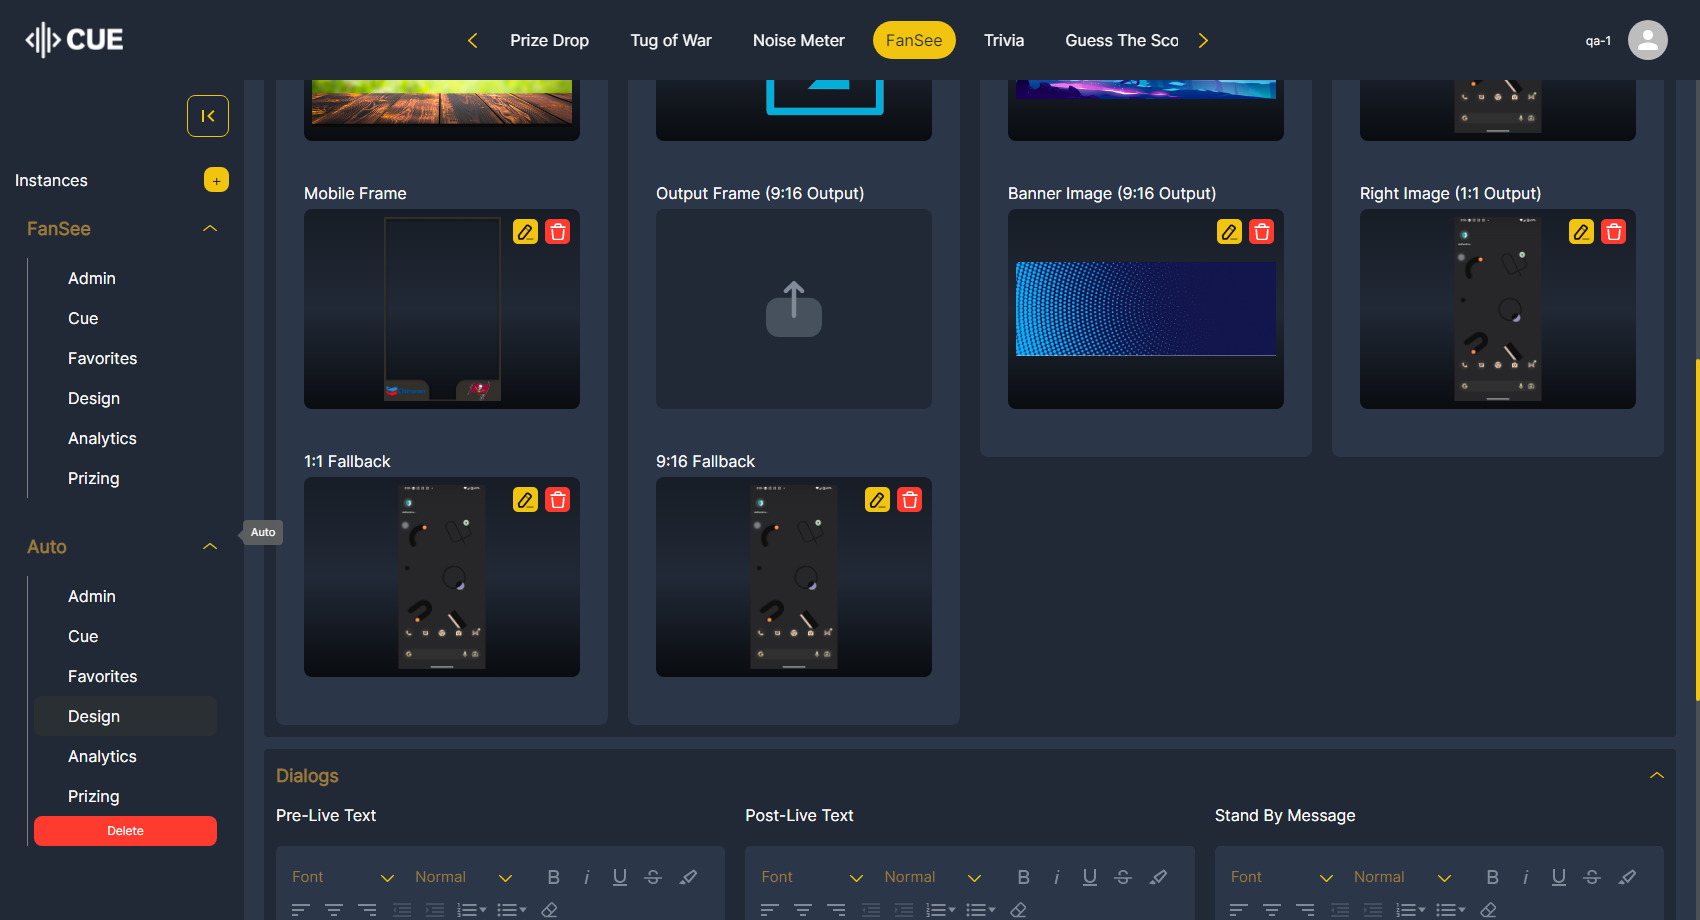 CUE
Prize Drop
Tug of War
Noise Meter
FanSee
Trivia
Guess The Sco
qa-1
Instances
+
FanSee
Admin
Cue
Favorites
Design
Analytics
Prizing
Auto
Auto
Admin
Cue
Favorites
Design
Analytics
Prizing
Delete
Mobile Frame
Output Frame (9:16 Output)
Banner Image (9:16 Output)
Right Image (1:1 Output)
1:1 Fallback
9:16 Fallback
Dialogs
Pre-Live Text
Post-Live Text
Stand By Message
Font
Normal
B i U S
Font
Normal
B i U S
Font
Normal
B i U S